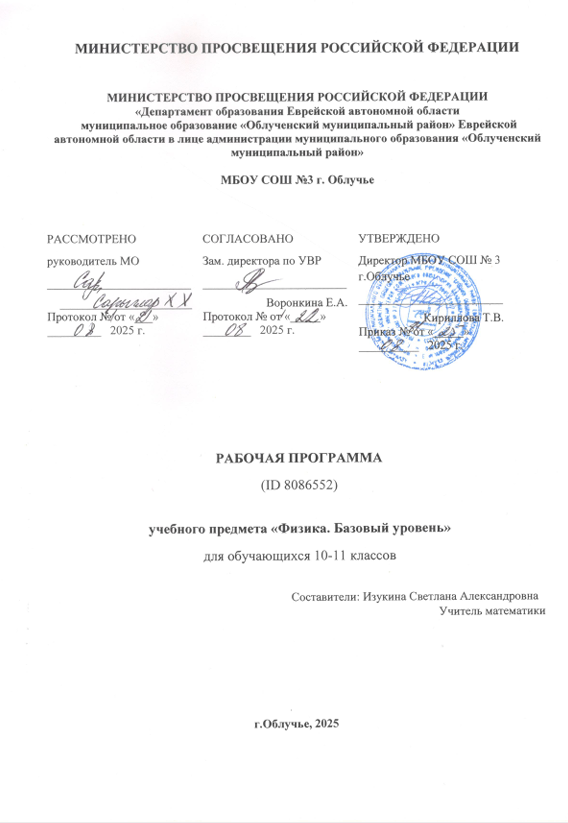 МИНИСТЕРСТВО ПРОСВЕЩЕНИЯ РОССИЙСКОЙ ФЕДЕРАЦИИ
МИНИСТЕРСТВО ПРОСВЕЩЕНИЯ РОССИЙСКОЙ ФЕДЕРАЦИИ
«Департамент образования Еврейской автономной области
муниципальное образование «Облученский муниципальный район» Еврейской
автономной области в лице администрации муниципального образования «Облученский
муниципальный район»
МБОУ СОШ №3 г. Облучье
РАССМОТРЕНО
руководитель МО
Протокол № от « »
08 2025 г.
СОГЛАСОВАНО
Зам. директора по УВР
Воронкина Е.А.
Протокол № от « 22 »
08 2025 г.
УТВЕРЖДЕНО
Директор МБОУ СОШ № 3
г.Облучье
Кириллова Т.В.
Приказ № от « »
08 2025 г.
РАБОЧАЯ ПРОГРАММА
(ID 8086552)
учебного предмета «Физика. Базовый уровень»
для обучающихся 10-11 классов
Составители: Изукина Светлана Александровна
Учитель математики
г.Облучье, 2025